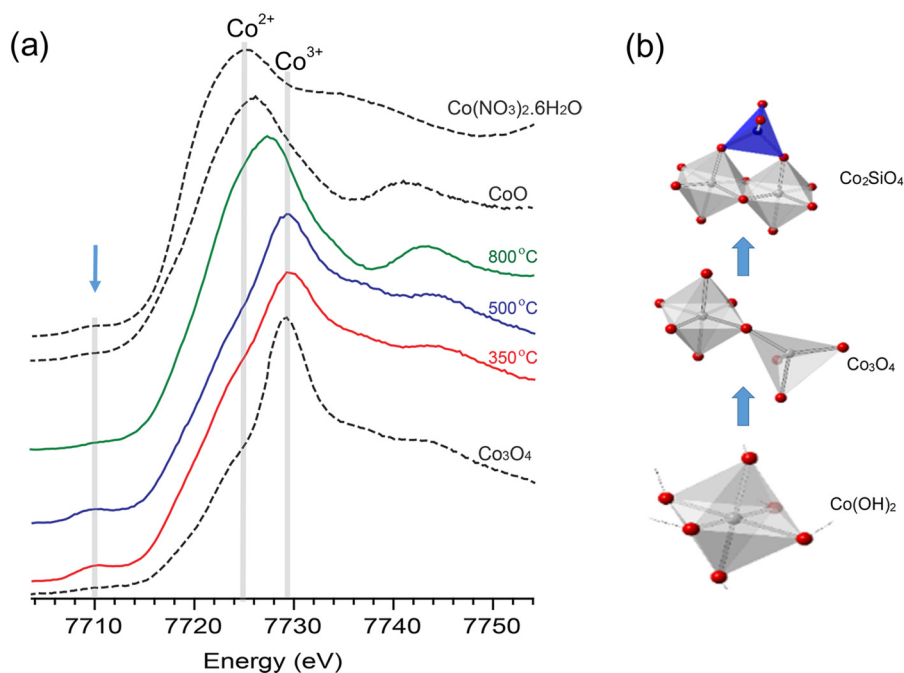 (a)
Co²⁺
Co³⁺
Co(NO₃)₂.6H₂O
CoO
800°C
500°C
350°C
Co₃O₄
7710 7720 7730 7740 7750
Energy (eV)
(b)
Co₂SiO₄
Co₃O₄
Co(OH)₂